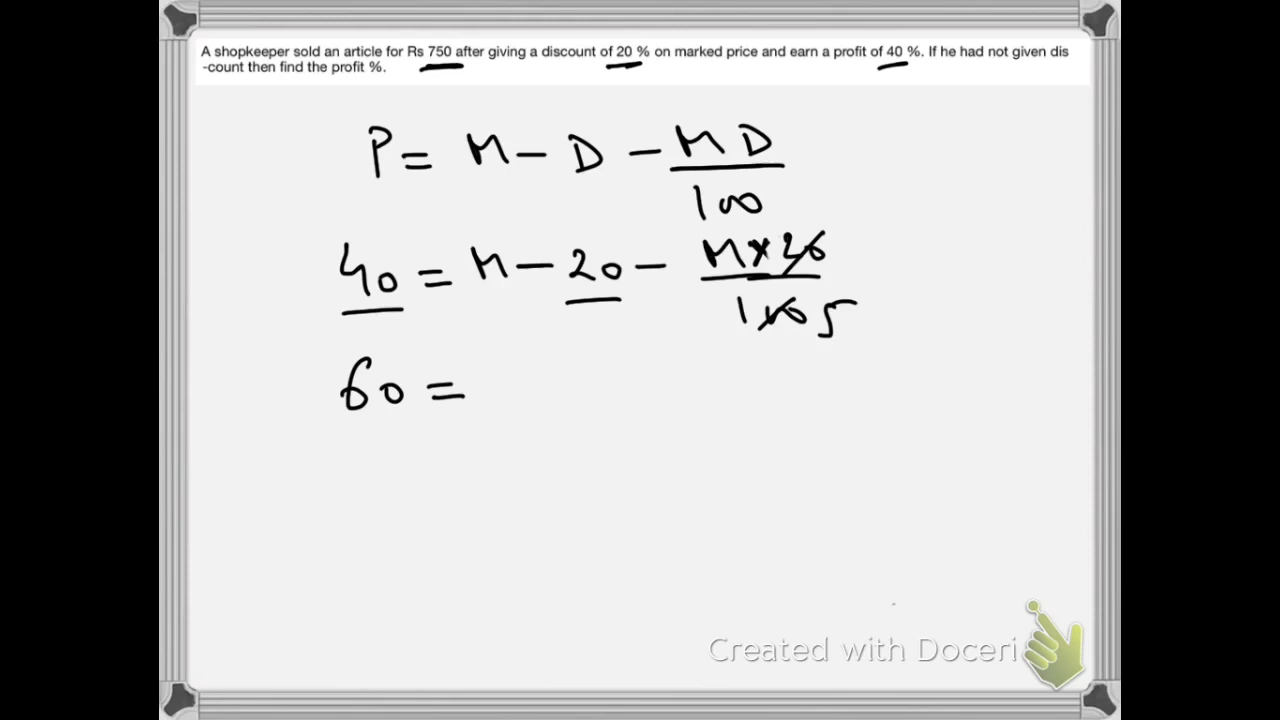 A shopkeeper sold an article for Rs 750 after giving a discount of 20 % on marked price and earn a profit of 40 %. If he had not given dis
-count then find the profit %.
P = M - D - MD/100
40 = M - 20 - M×20/100 5
60 =
Created with Doceri